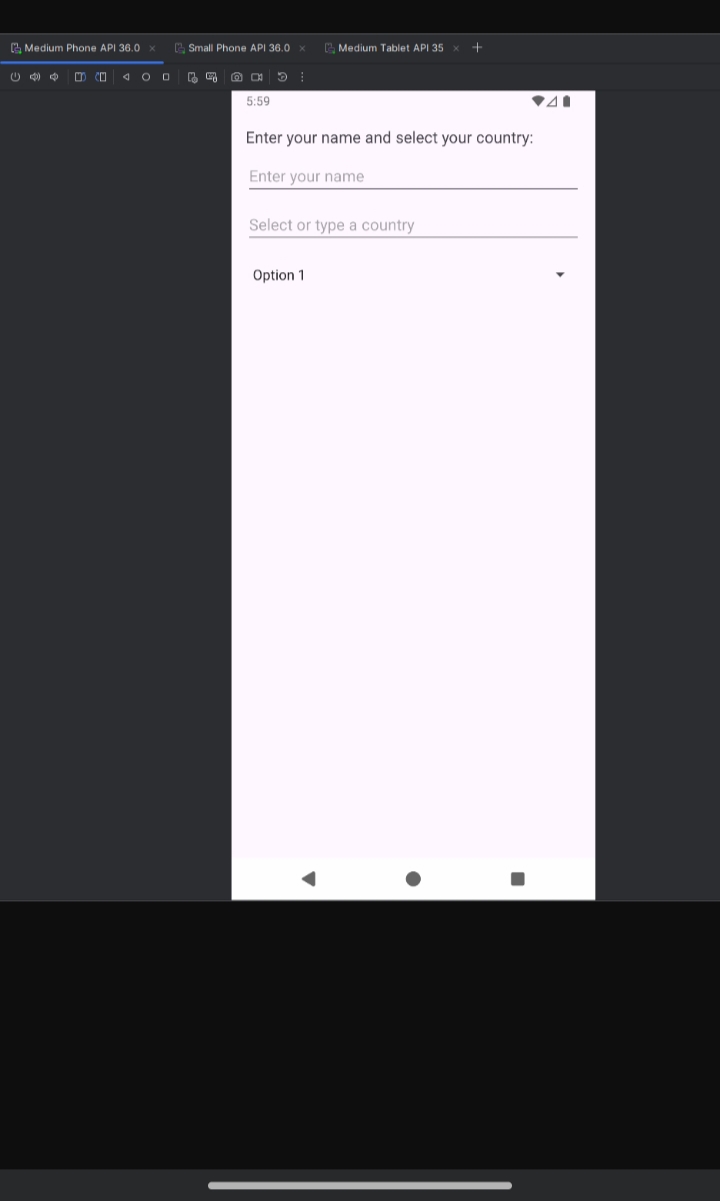 Medium Phone API 36.0 Small Phone API 36.0 Medium Tablet API 35
5:59
Enter your name and select your country:
Enter your name
Select or type a country
Option 1